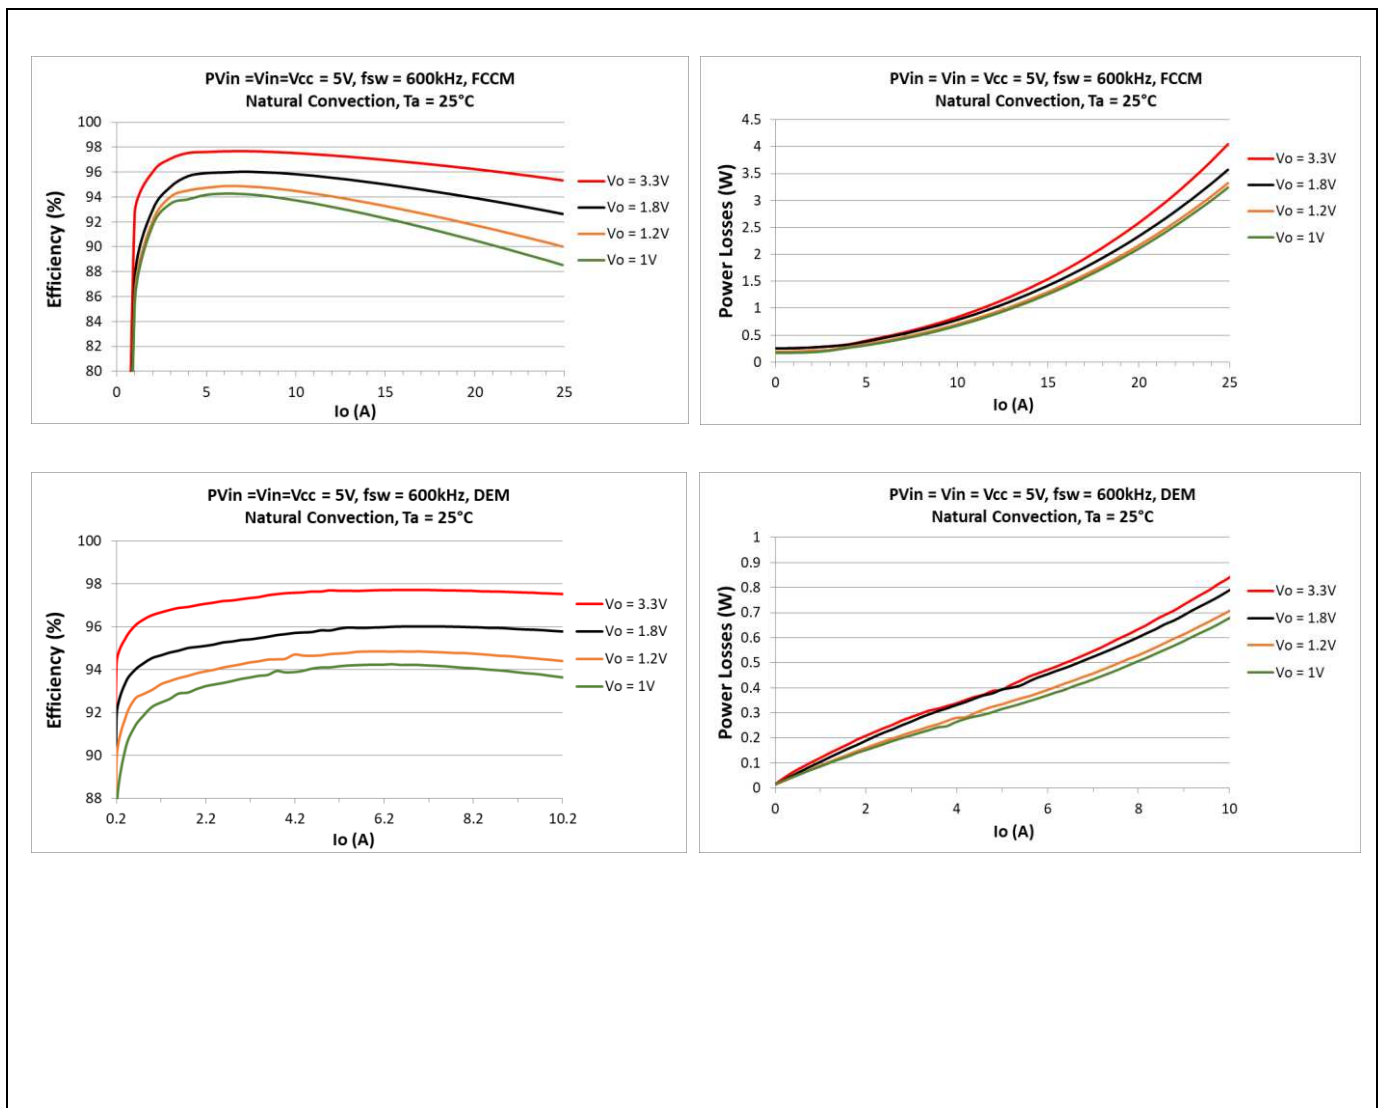 PVin =Vin=Vcc = 5V, fsw = 600kHz, FCCM
Natural Convection, Ta = 25°C
Efficiency (%)
100
98
96
94
92
90
88
86
84
82
80
0
5
10
15
20
25
Io (A)
Vo = 3.3V
Vo = 1.8V
Vo = 1.2V
Vo = 1V
PVin = Vin = Vcc = 5V, fsw = 600kHz, FCCM
Natural Convection, Ta = 25°C
Power Losses (W)
4.5
4
3.5
3
2.5
2
1.5
1
0.5
0
0
5
10
15
20
25
Io (A)
Vo = 3.3V
Vo = 1.8V
Vo = 1.2V
Vo = 1V
PVin =Vin=Vcc = 5V, fsw = 600kHz, DEM
Natural Convection, Ta = 25°C
Efficiency (%)
100
98
96
94
92
90
88
0.2
2.2
4.2
6.2
8.2
10.2
Io (A)
Vo = 3.3V
Vo = 1.8V
Vo = 1.2V
Vo = 1V
PVin = Vin = Vcc = 5V, fsw = 600kHz, DEM
Natural Convection, Ta = 25°C
Power Losses (W)
1
0.9
0.8
0.7
0.6
0.5
0.4
0.3
0.2
0.1
0
0
2
4
6
8
10
Io (A)
Vo = 3.3V
Vo = 1.8V
Vo = 1.2V
Vo = 1V